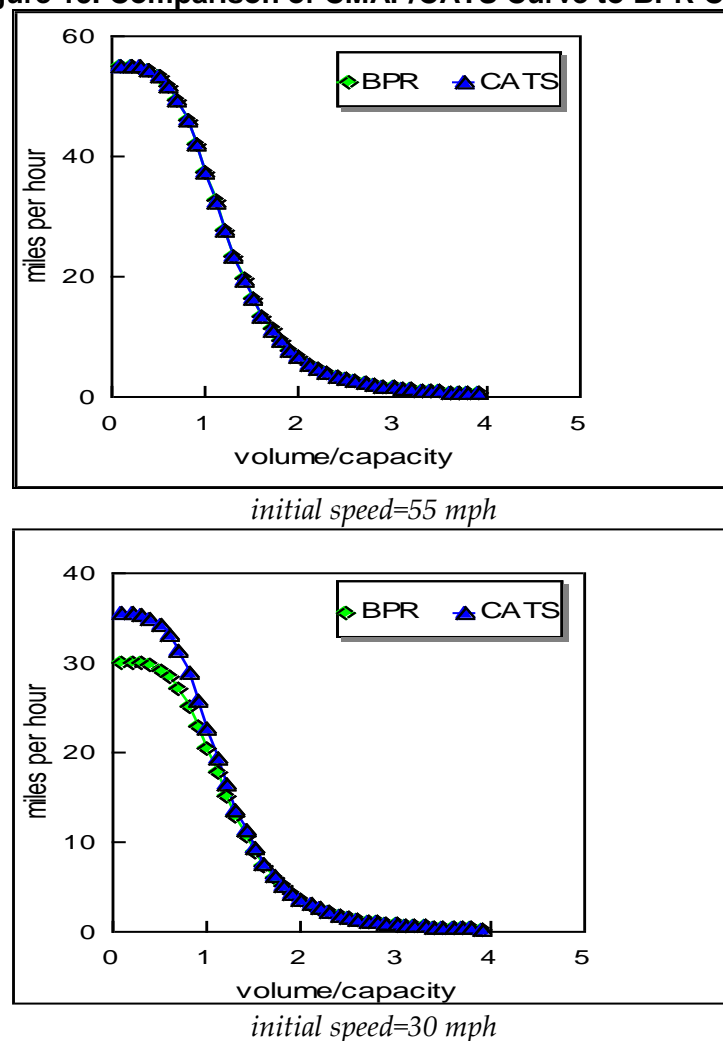 60
BPR CATS
40
miles per hour
20
0
0 1 2 3 4 5
volume/capacity
initial speed=55 mph
40
BPR CATS
30
miles per hour
20
10
0
0 1 2 3 4 5
volume/capacity
initial speed=30 mph